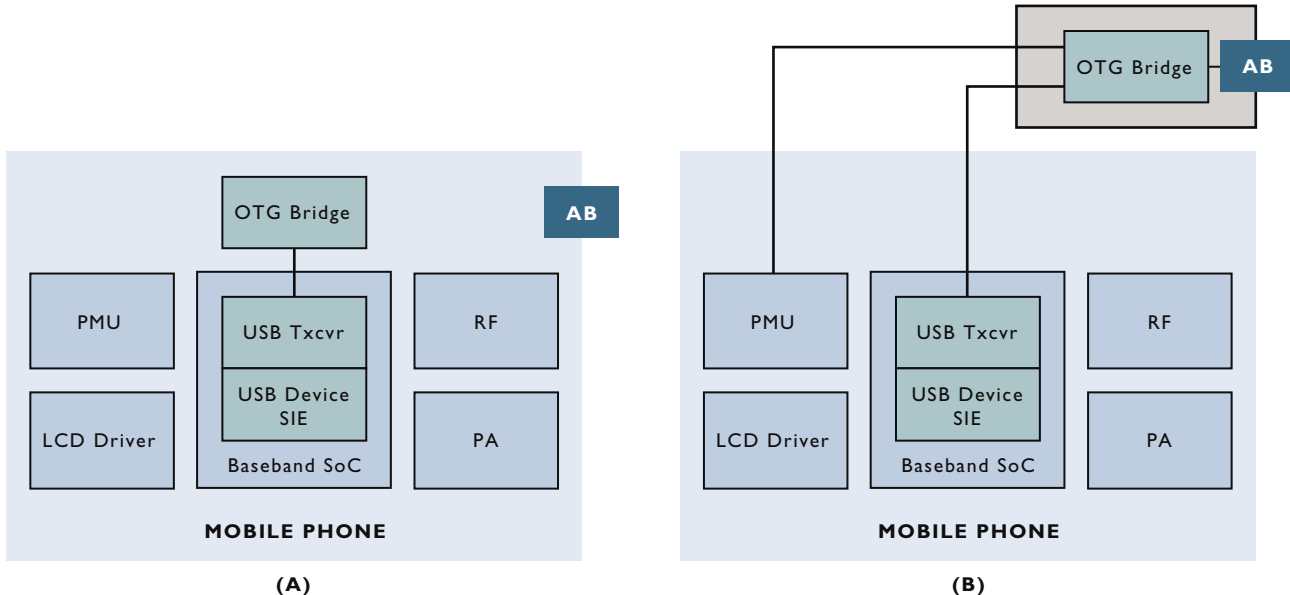 OTG Bridge
AB
PMU
USB Txcvr
RF
LCD Driver
USB Device
SIE
PA
Baseband SoC
MOBILE PHONE
(A)
OTG Bridge
AB
PMU
USB Txcvr
RF
LCD Driver
USB Device
SIE
PA
Baseband SoC
MOBILE PHONE
(B)